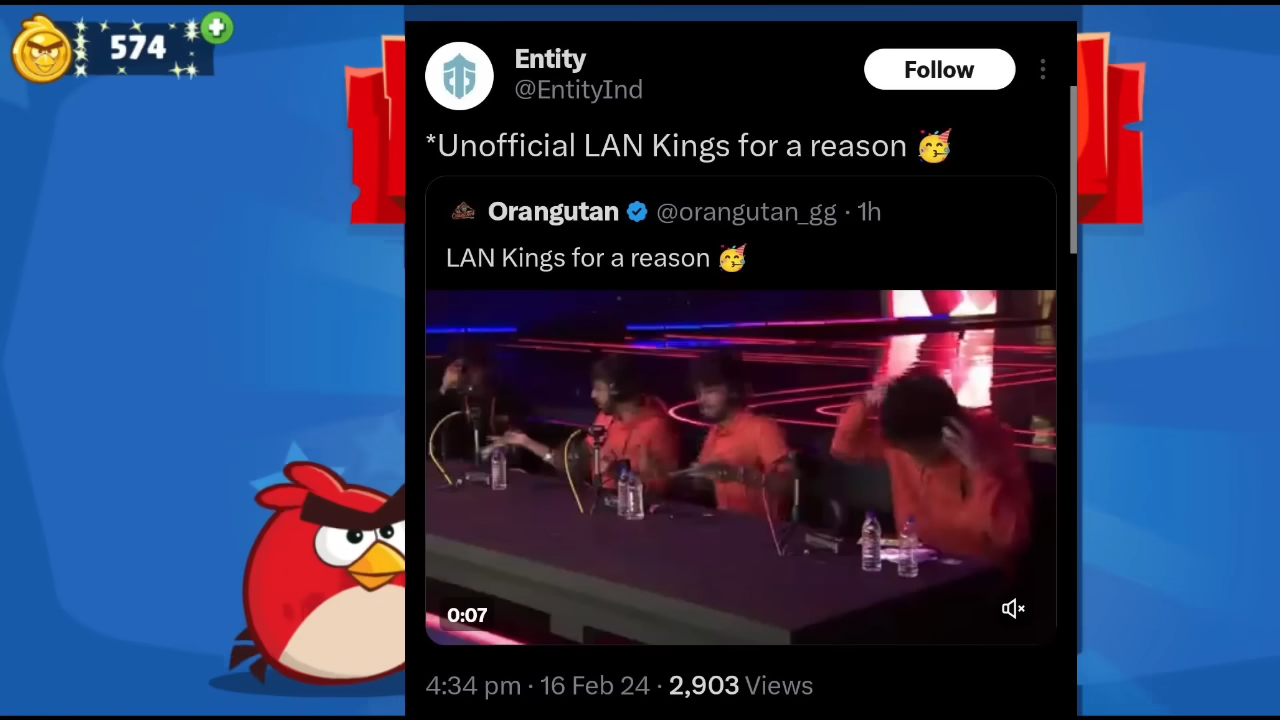 574
Entity
Follow
@EntityInd
*Unofficial LAN Kings for a reason 🥳
Orangutan @orangutan_gg · 1h
LAN Kings for a reason 🥳
0:07
4:34 pm · 16 Feb 24 · 2,903 Views